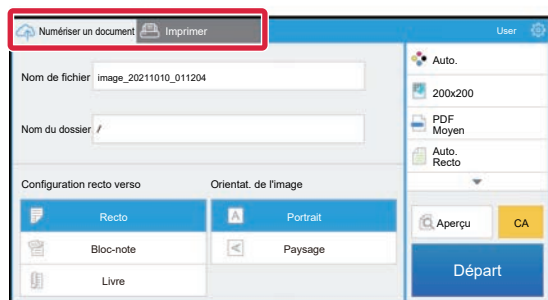 Numériser un document
Imprimer
User
Nom de fichier
image_20211010_011204
Nom du dossier
/
Configuration recto verso
Orientat. de l'image
Recto
Portrait
Bloc-note
Paysage
Livre
Auto.
200x200
PDF
Moyen
Auto.
Recto
Aperçu
CA
Départ